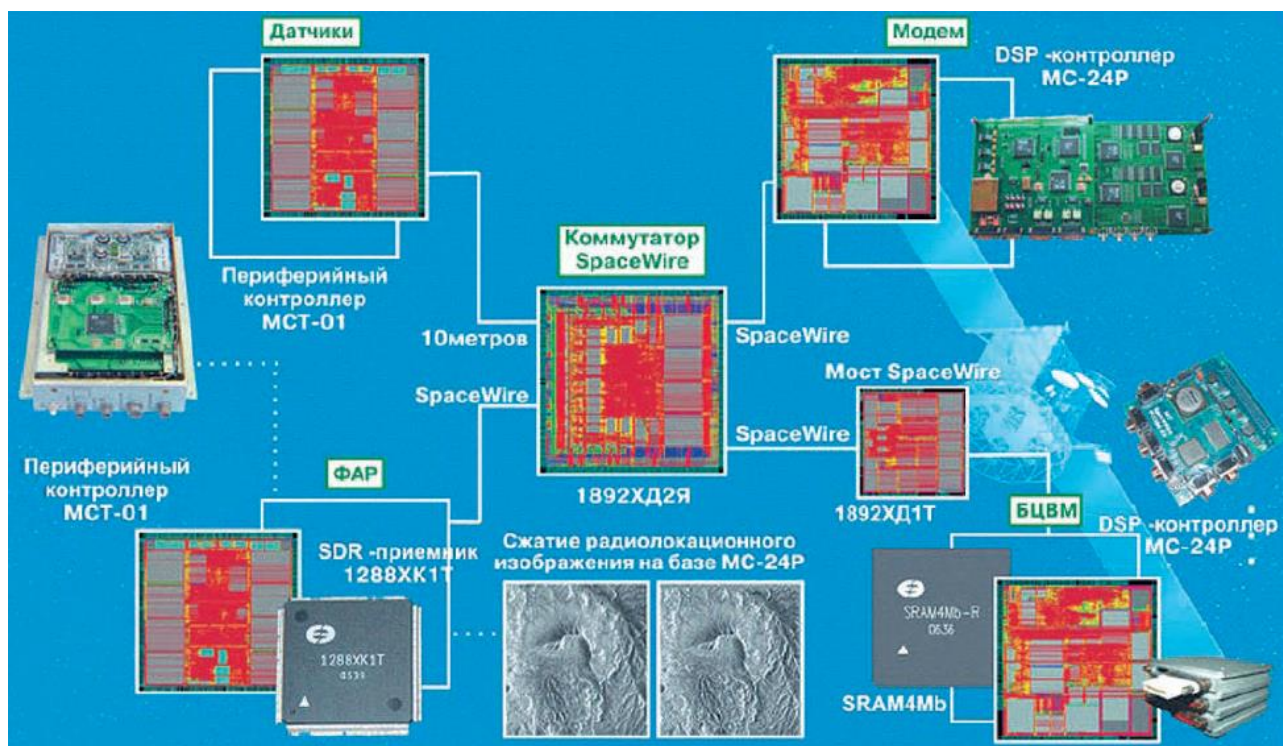 Датчики
Модем
DSP -контроллер
МС-24Р
Коммутатор
SpaceWire
Периферийный
контроллер
МСТ-01
10метров
SpaceWire
SpaceWire
Мост SpaceWire
SpaceWire
Периферийный
контроллер
МСТ-01
ФАР
1892ХД2Я
1892ХД1Т
БЦВМ
DSP -контроллер
МС-24Р
SDR -приемник
1288ХК1Т
Сжатие радиолокационного
изображения на базе МС-24Р
1288ХК1Т
SRAM4Mb-R
0636
SRAM4Mb